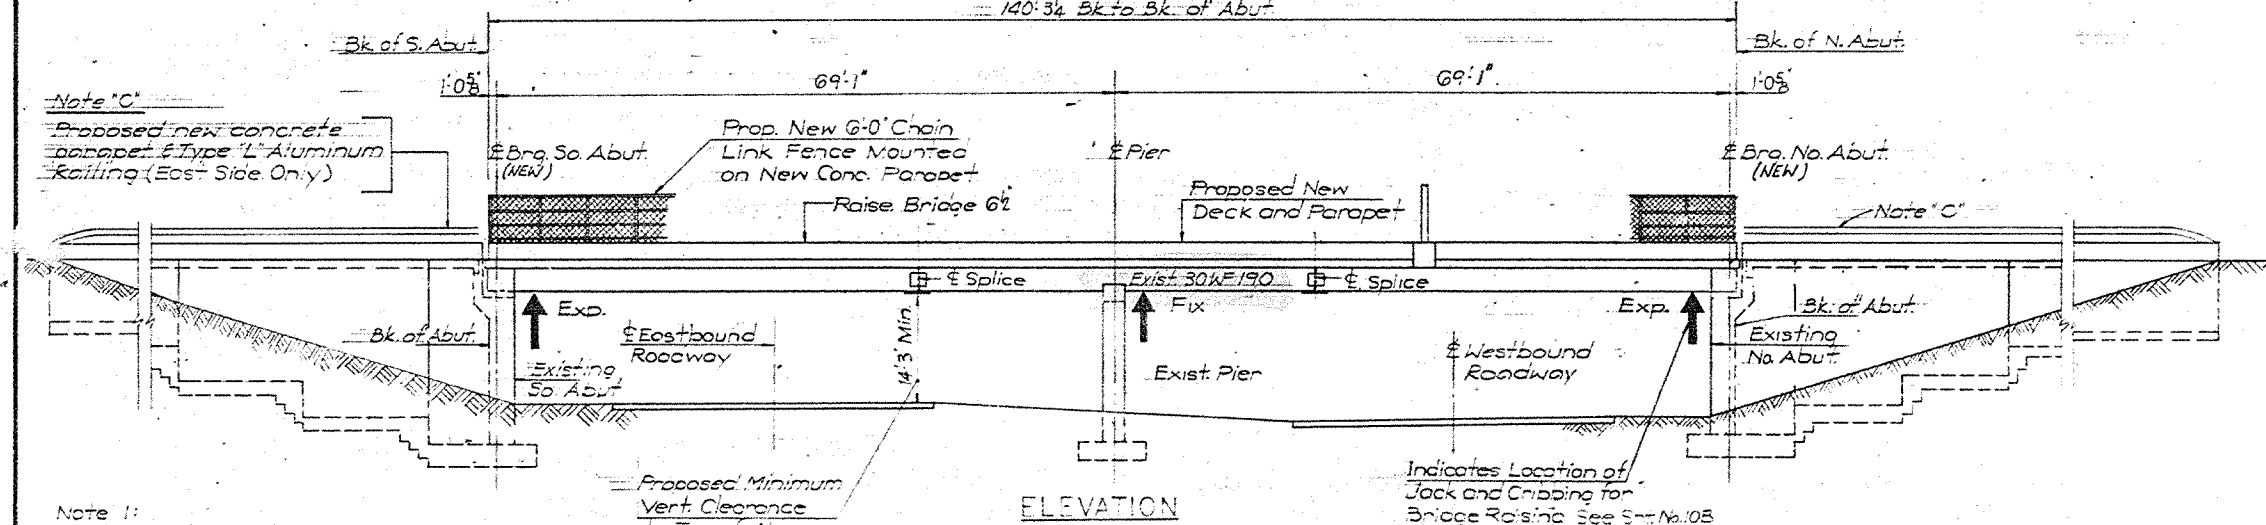 140'-3¼ Bk. to Bk. of Abut.
Bk. of S. Abut.
Bk. of N. Abut.
1'-0⅝"
69'-1"
69'-1"
1'-0⅝"
Note "C"
Proposed new concrete
parapet & Type "L" Aluminum
Railing (East Side Only)
℄ Brg. So. Abut.
(NEW)
Prop. New 6'-0" Chain
Link Fence Mounted
on New Conc. Parapet
℄ Pier
℄ Brg. No. Abut.
(NEW)
Raise Bridge 6½"
Proposed New
Deck and Parapet
Note "C"
℄ Splice
Exist. 30WF190
℄ Splice
Exp.
Fix
Exp.
Bk. of Abut.
Bk. of Abut.
℄ Eastbound
Roadway
14'-3" Min.
Existing
So. Abut.
Exist. Pier
℄ Westbound
Roadway
Existing
No. Abut.
Proposed Minimum
Vert. Clearance
ELEVATION
Indicates Location of
Jack and Cribbing for
Bridge Raising See Sht. No. 10B
Note 1: